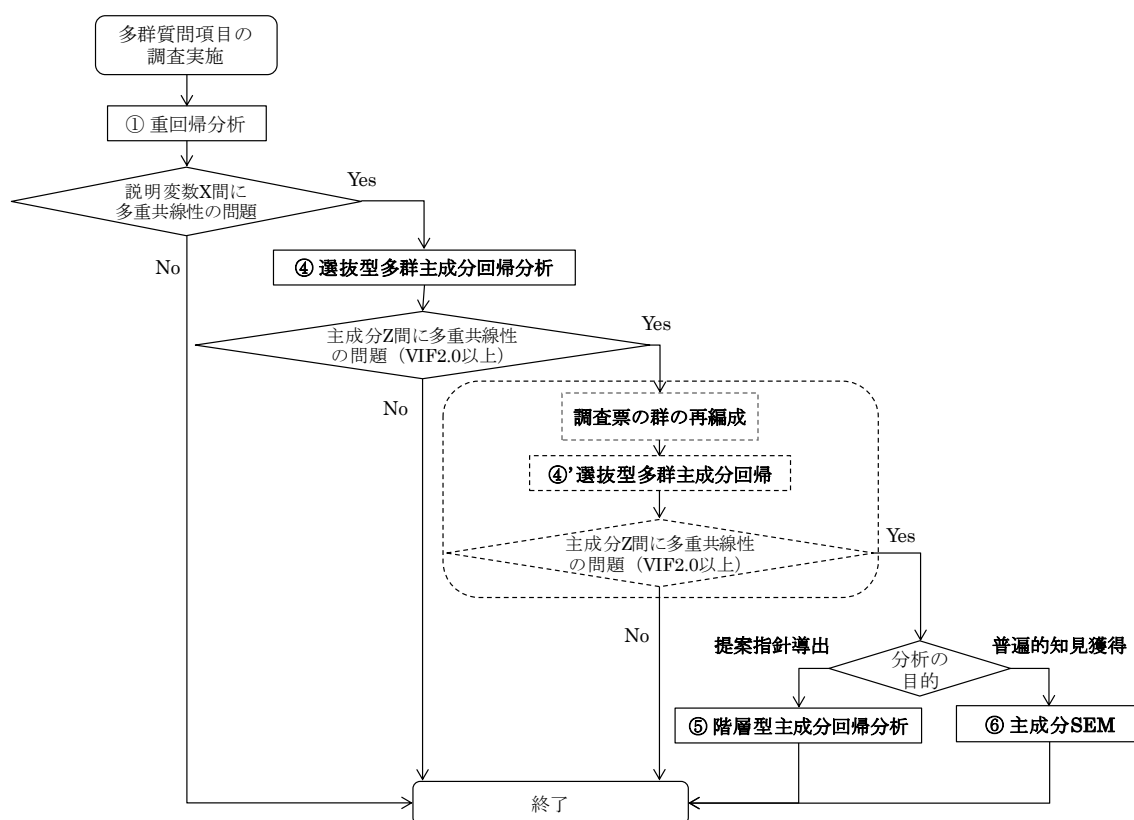 多群質問項目の
調査実施
① 重回帰分析
説明変数X間に
多重共線性の問題
Yes
No
④ 選抜型多群主成分回帰分析
主成分Z間に多重共線性
の問題（VIF2.0以上）
Yes
No
調査票の群の再編成
④’選抜型多群主成分回帰
主成分Z間に多重共線性
の問題（VIF2.0以上）
Yes
No
提案指針導出
普遍的知見獲得
分析の
目的
⑤ 階層型主成分回帰分析
⑥ 主成分SEM
終了